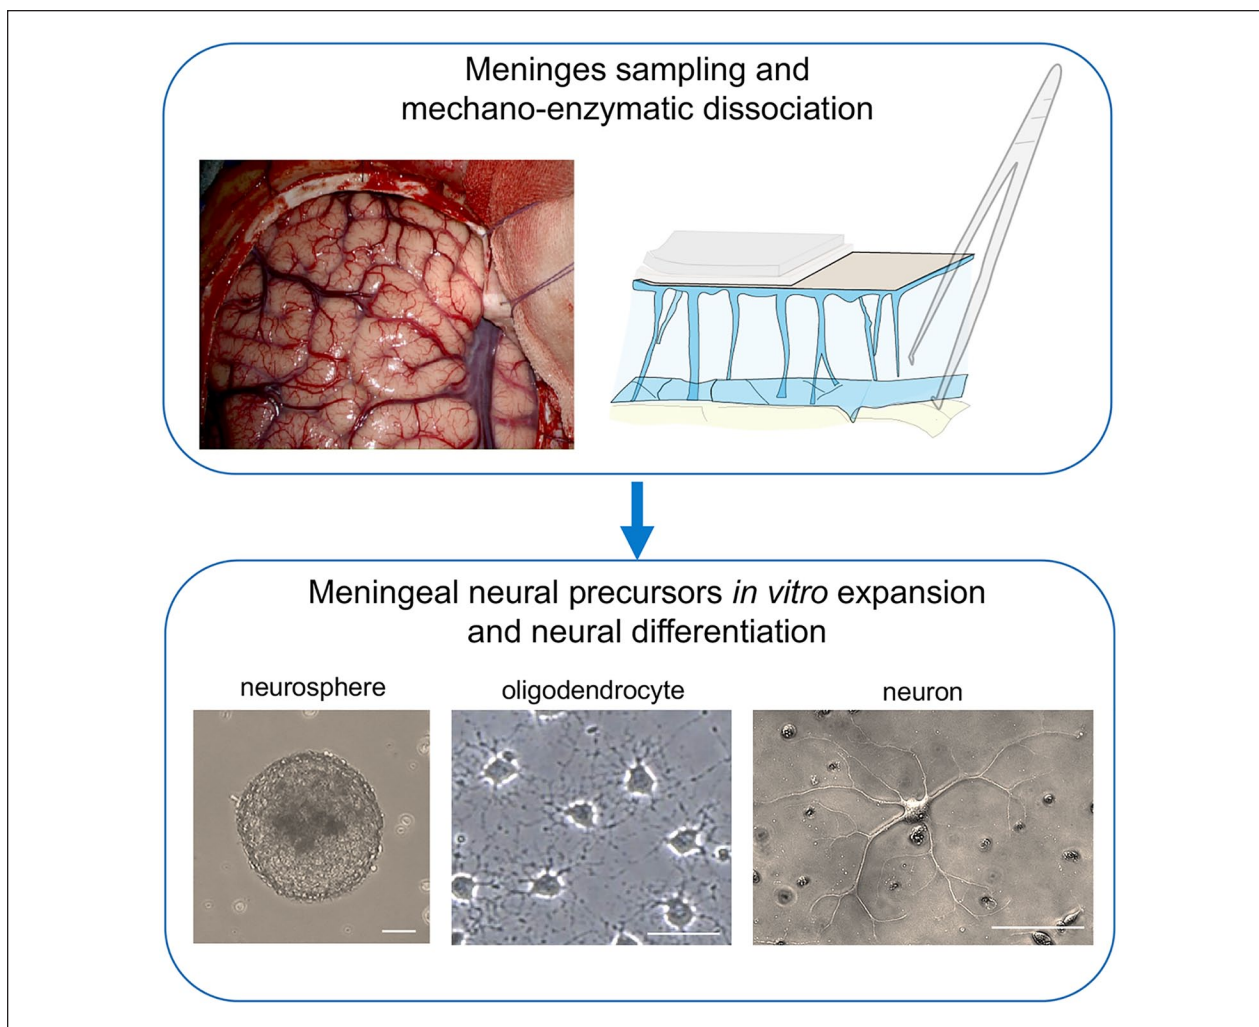 Meninges sampling and
mechano-enzymatic dissociation
Meningeal neural precursors in vitro expansion
and neural differentiation
neurosphere
oligodendrocyte
neuron